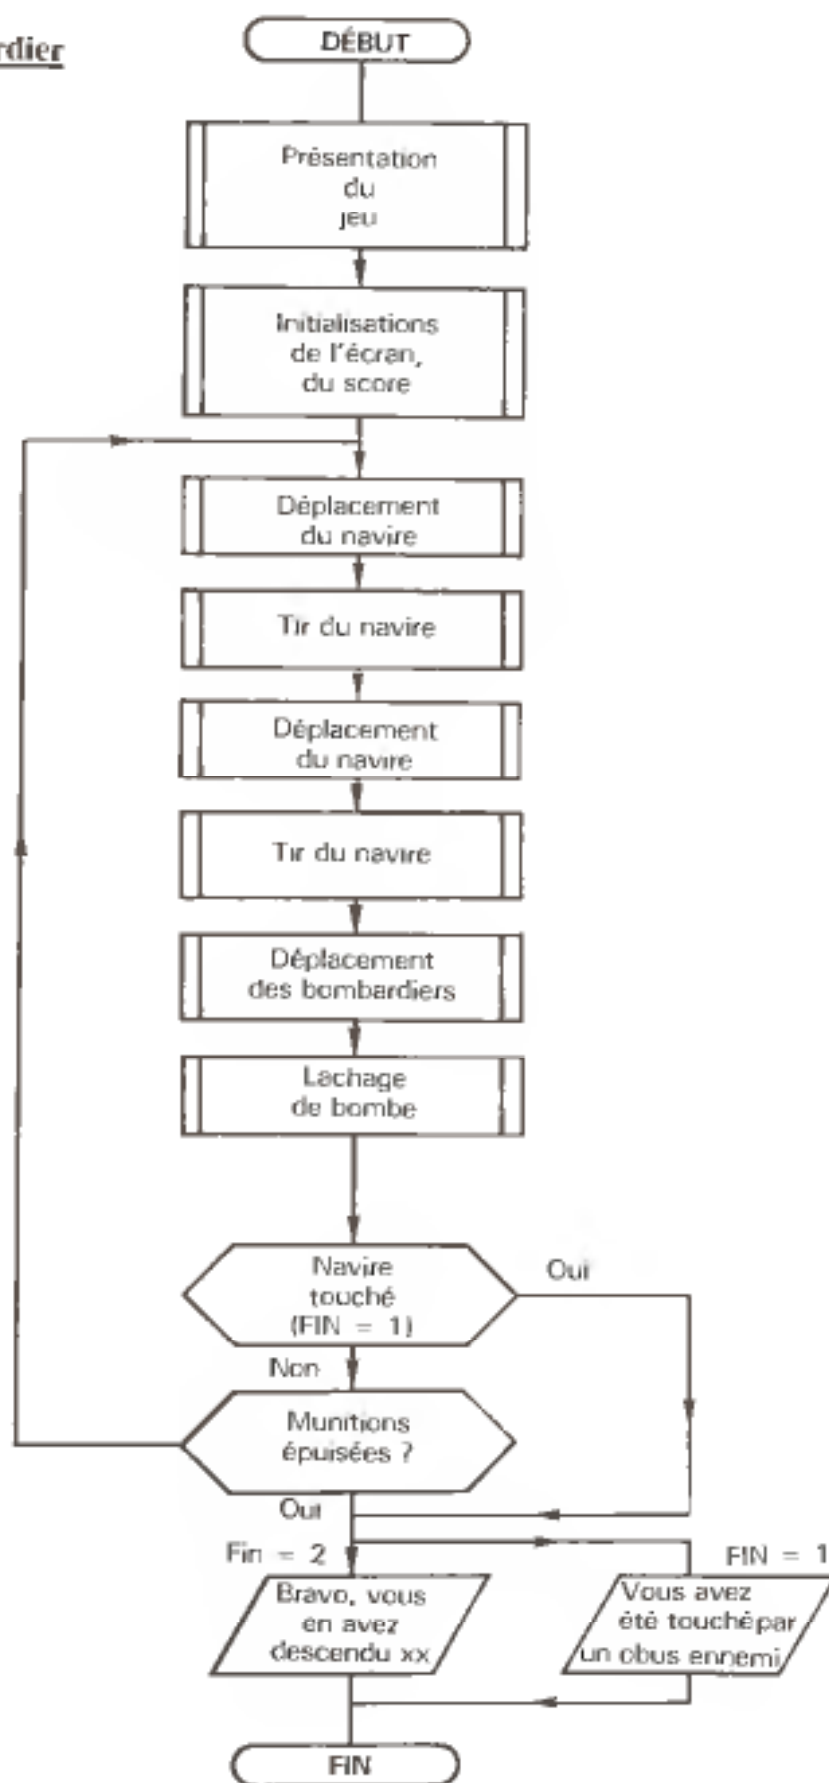 rdier
DÉBUT
Présentation
du
jeu
Initialisations
de l'écran,
du score
Déplacement
du navire
Tir du navire
Déplacement
du navire
Tir du navire
Déplacement
des bombardiers
Lachage
de bombe
Navire
touché
(FIN = 1)
Oui
Non
Munitions
épuisées ?
Oui
Fin = 2
FIN = 1
Bravo, vous
en avez
descendu xx
Vous avez
été touché par
un obus ennemi
FIN